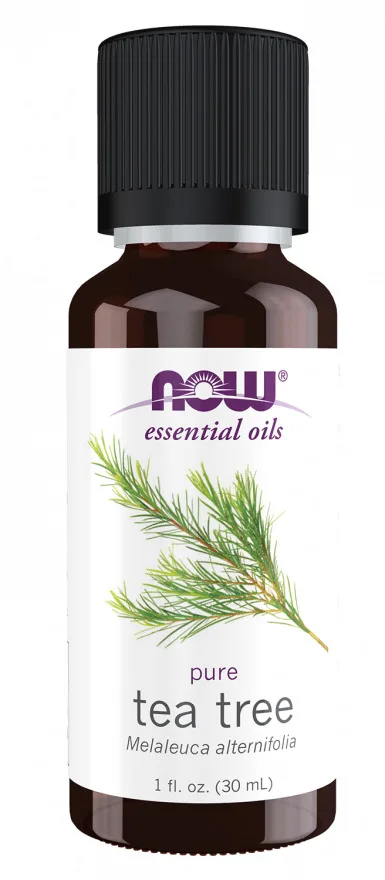 NOW®
essential oils
pure
tea tree
Melaleuca alternifolia
1 fl. oz. (30 mL)